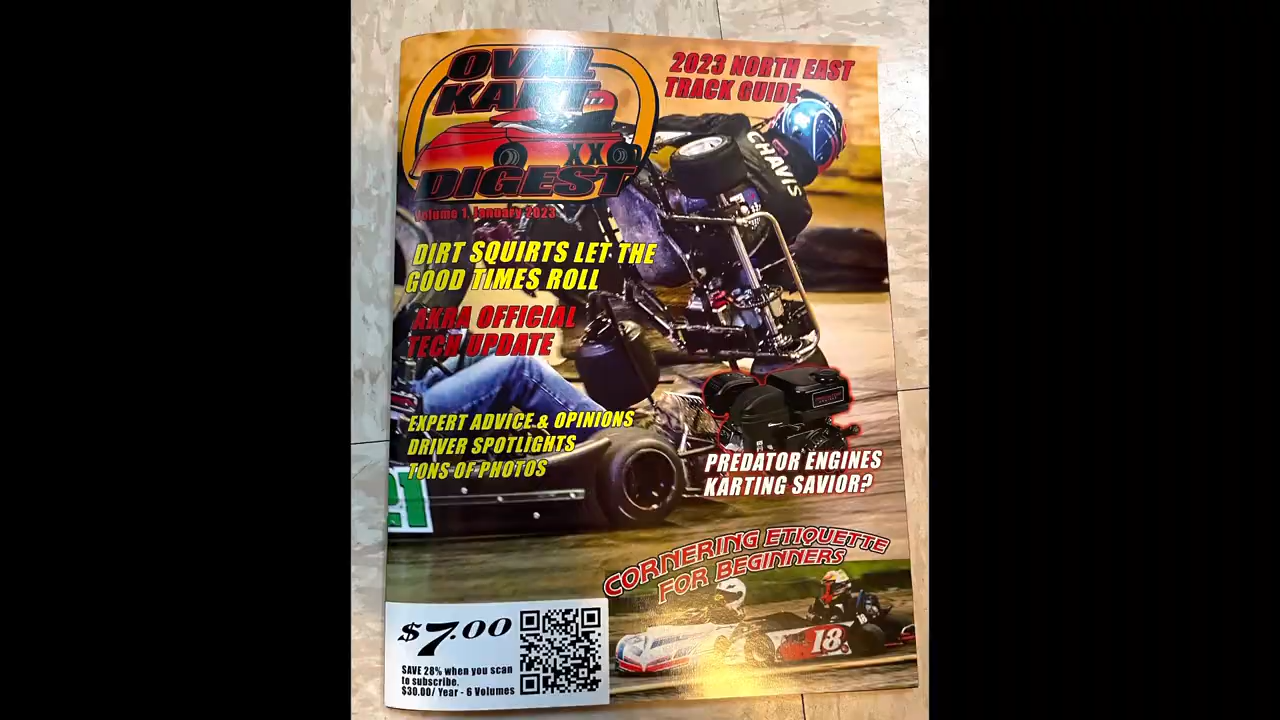 OVAL
KART
DIGEST
XX
Volume 1, January 2023
2023 NORTH EAST
TRACK GUIDE
CHAVIS
DIRT SQUIRTS LET THE
GOOD TIMES ROLL
AKRA OFFICIAL
TECH UPDATE
EXPERT ADVICE & OPINIONS
DRIVER SPOTLIGHTS
TONS OF PHOTOS
21
PREDATOR ENGINES
KARTING SAVIOR?
CORNERING ETIQUETTE
FOR BEGINNERS
18
$7.00
SAVE 28% when you scan
to subscribe.
$30.00/ Year - 6 Volumes